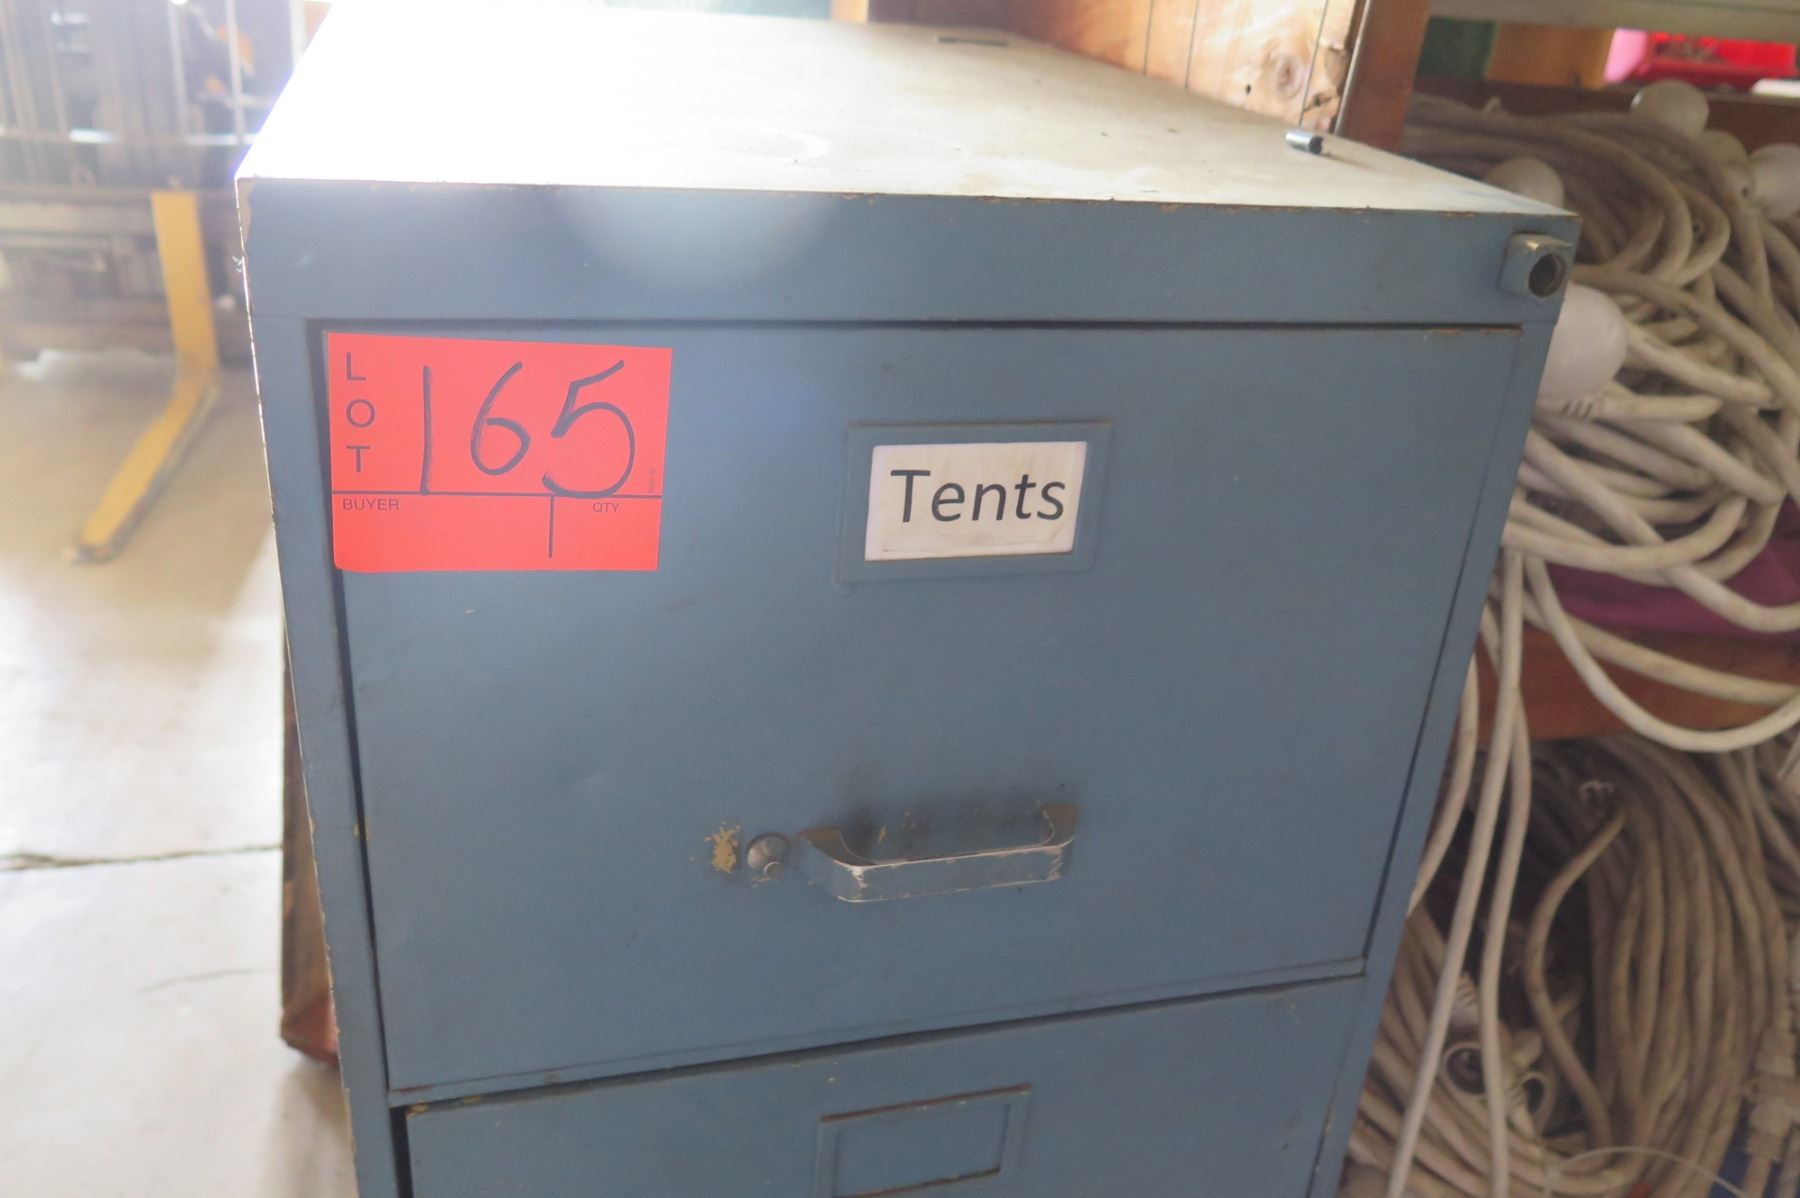 LOT 165
BUYER QTY
Tents